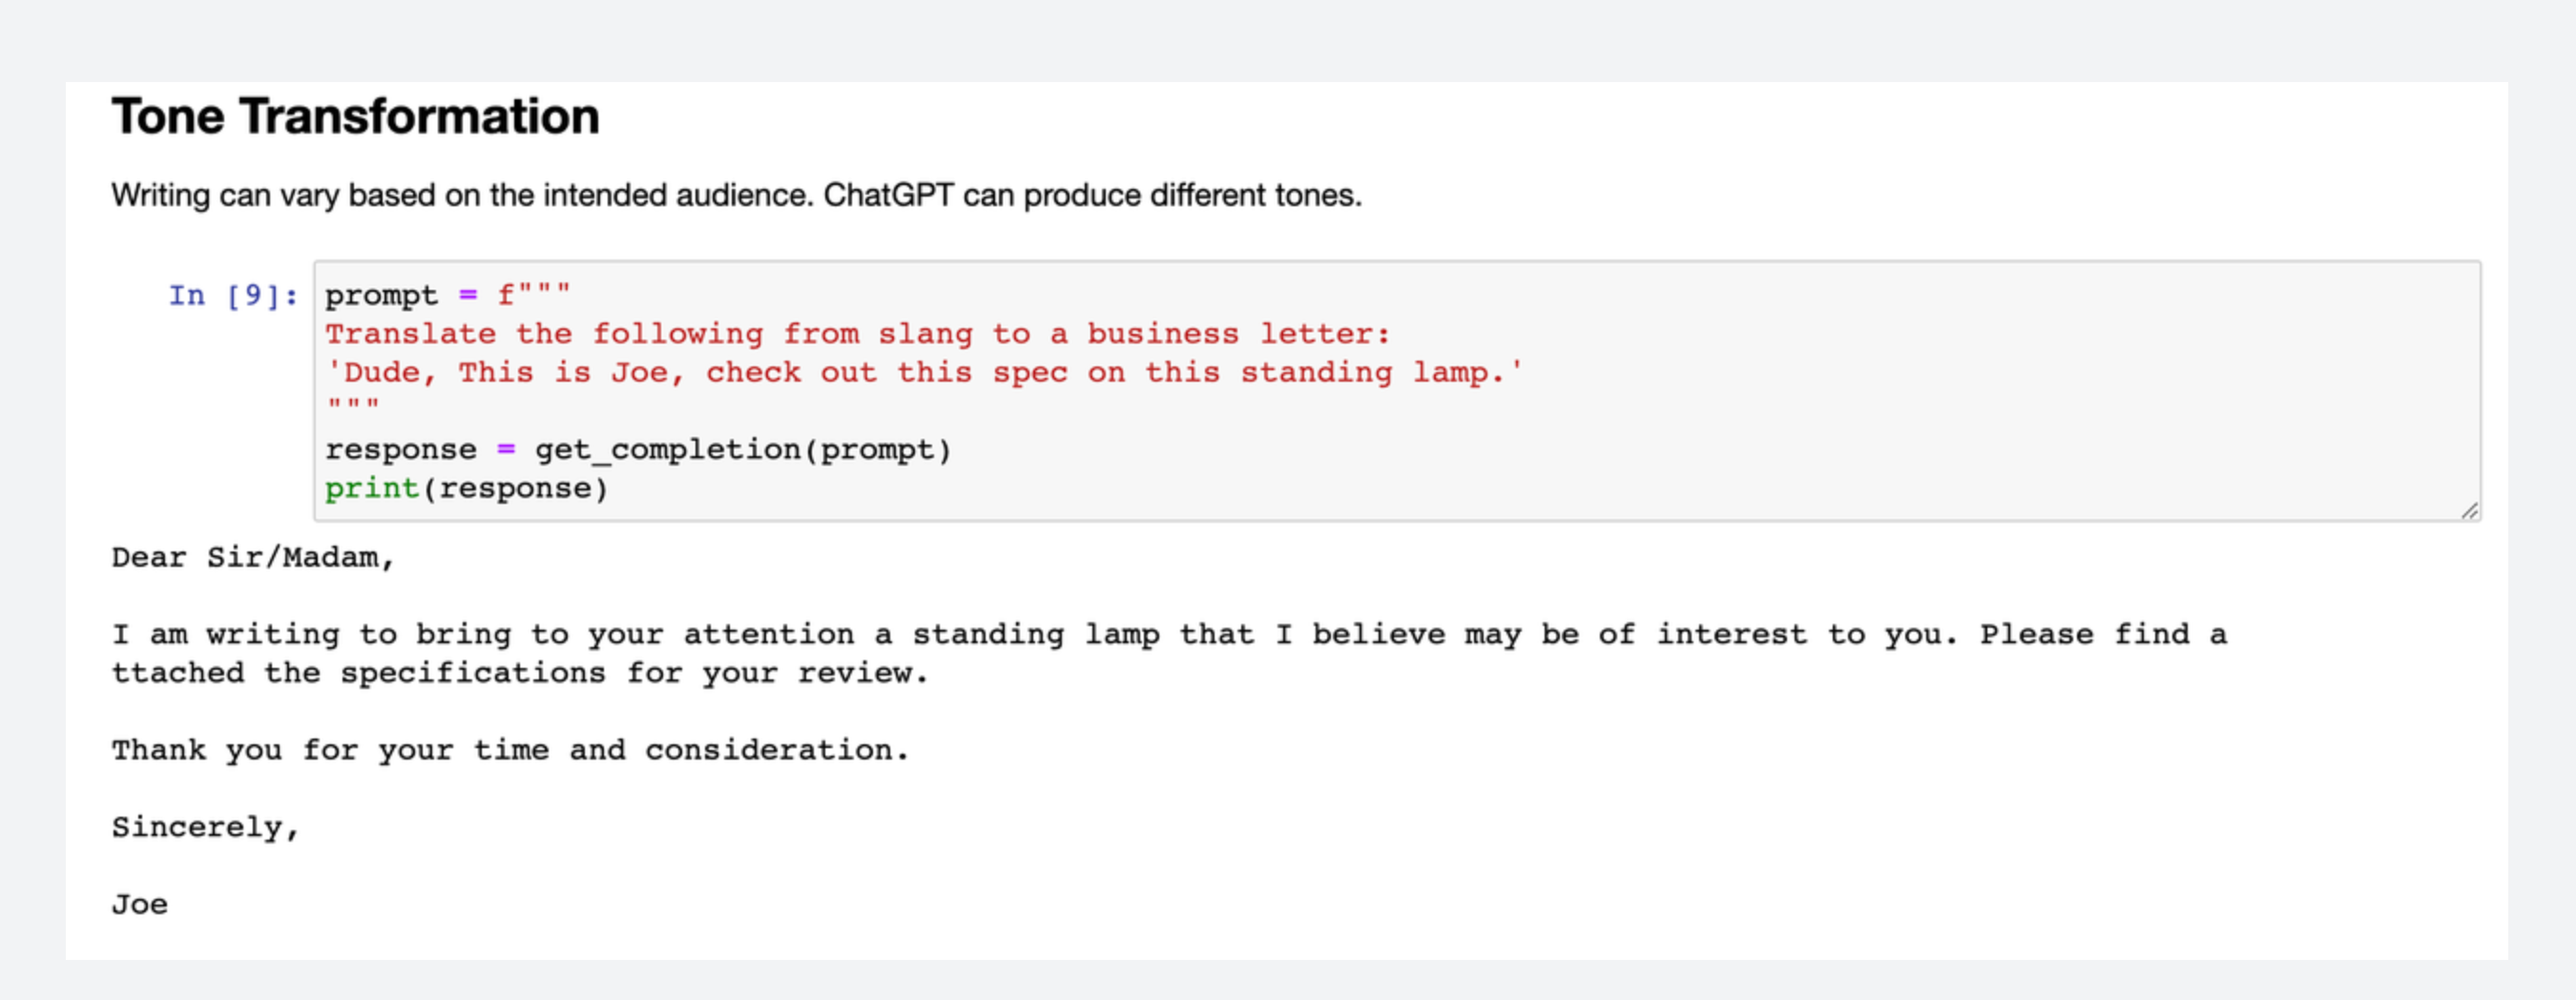 Tone Transformation
Writing can vary based on the intended audience. ChatGPT can produce different tones.
In [9]: prompt = f"""
Translate the following from slang to a business letter:
'Dude, This is Joe, check out this spec on this standing lamp.'
"""
response = get_completion(prompt)
print(response)
Dear Sir/Madam,
I am writing to bring to your attention a standing lamp that I believe may be of interest to you. Please find a
ttached the specifications for your review.
Thank you for your time and consideration.
Sincerely,
Joe